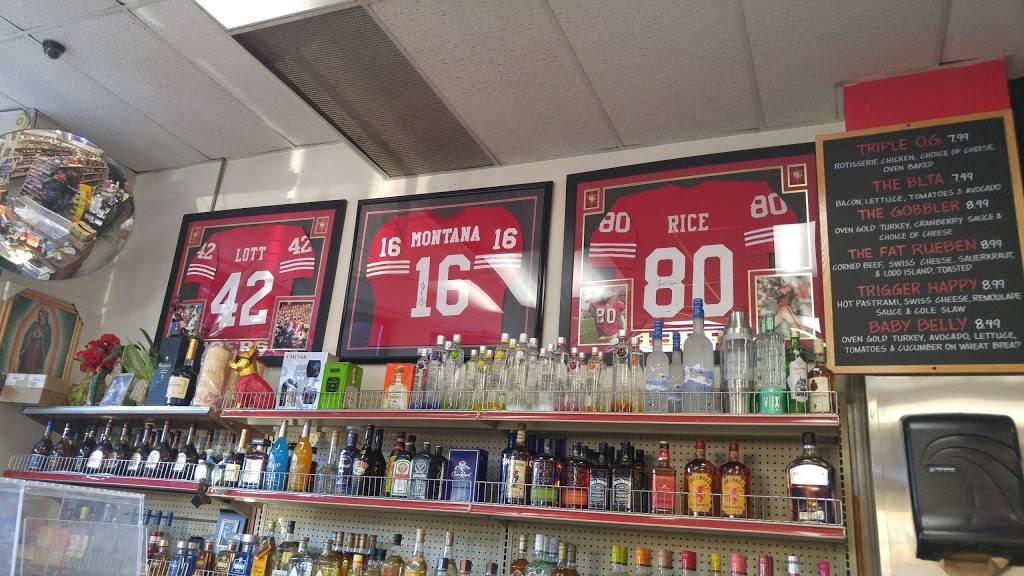 42
42
LOTT
42
16
MONTANA
16
16
80
RICE
80
80
80
TRIPLE O.G. 7.99
ROTISSERIE CHICKEN, CHOICE OF CHEESE,
OVEN BAKED
THE BLTA 7.49
BACON, LETTUCE, TOMATOES & AVOCADO
THE GOBBLER 8.99
OVEN GOLD TURKEY, CRANBERRY SAUCE &
CHOICE OF CHEESE
THE FAT RUEBEN 8.99
CORNED BEEF, SWISS CHEESE, SAUERKRAUT,
& 1,000 ISLAND, TOASTED
TRIGGER HAPPY 8.99
HOT PASTRAMI, SWISS CHEESE, REMOULADE
SAUCE & COLE SLAW
BABY BELLY 8.99
OVEN GOLD TURKEY, AVOCADO, LETTUCE,
TOMATOES & CUCUMBER ON WHEAT BREAD
CHIVAS